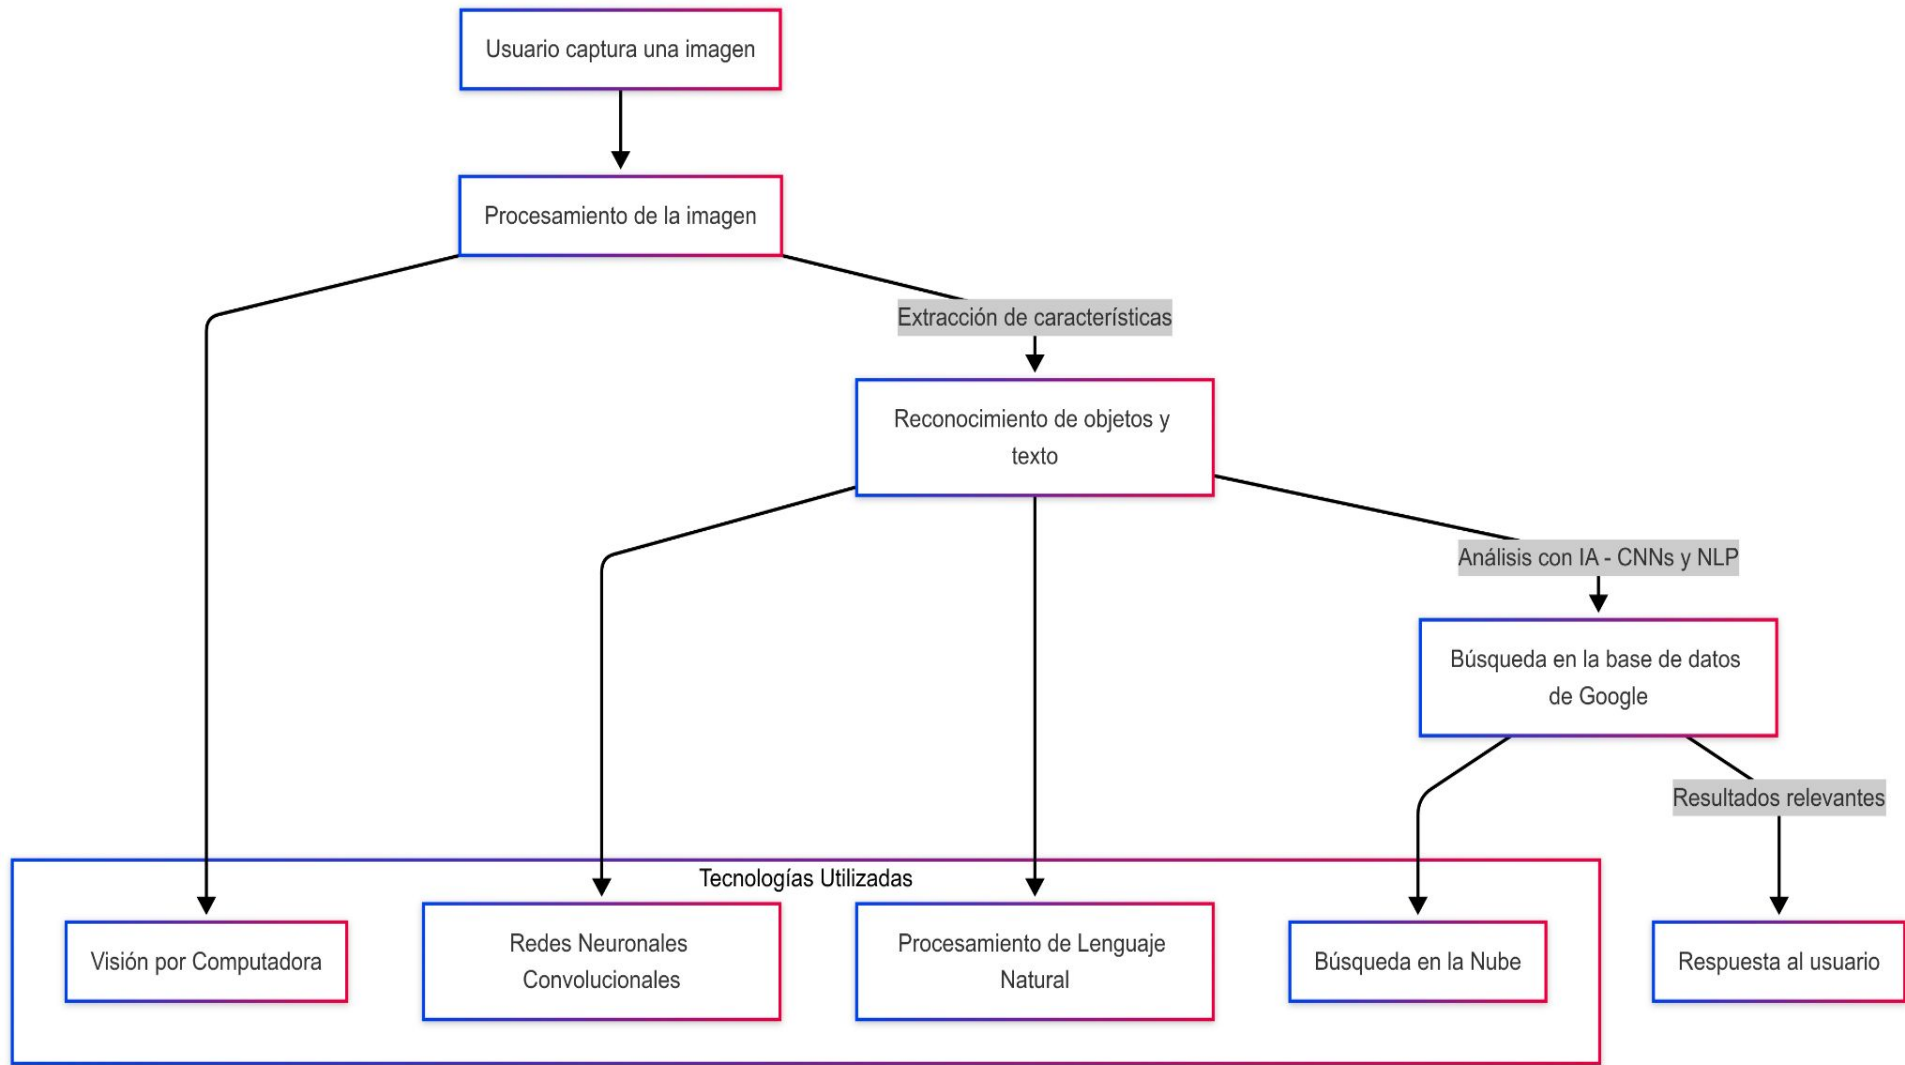 Usuario captura una imagen
Procesamiento de la imagen
Extracción de características
Reconocimiento de objetos y
texto
Análisis con IA - CNNs y NLP
Búsqueda en la base de datos
de Google
Resultados relevantes
Tecnologías Utilizadas
Visión por Computadora
Redes Neuronales
Convolucionales
Procesamiento de Lenguaje
Natural
Búsqueda en la Nube
Respuesta al usuario